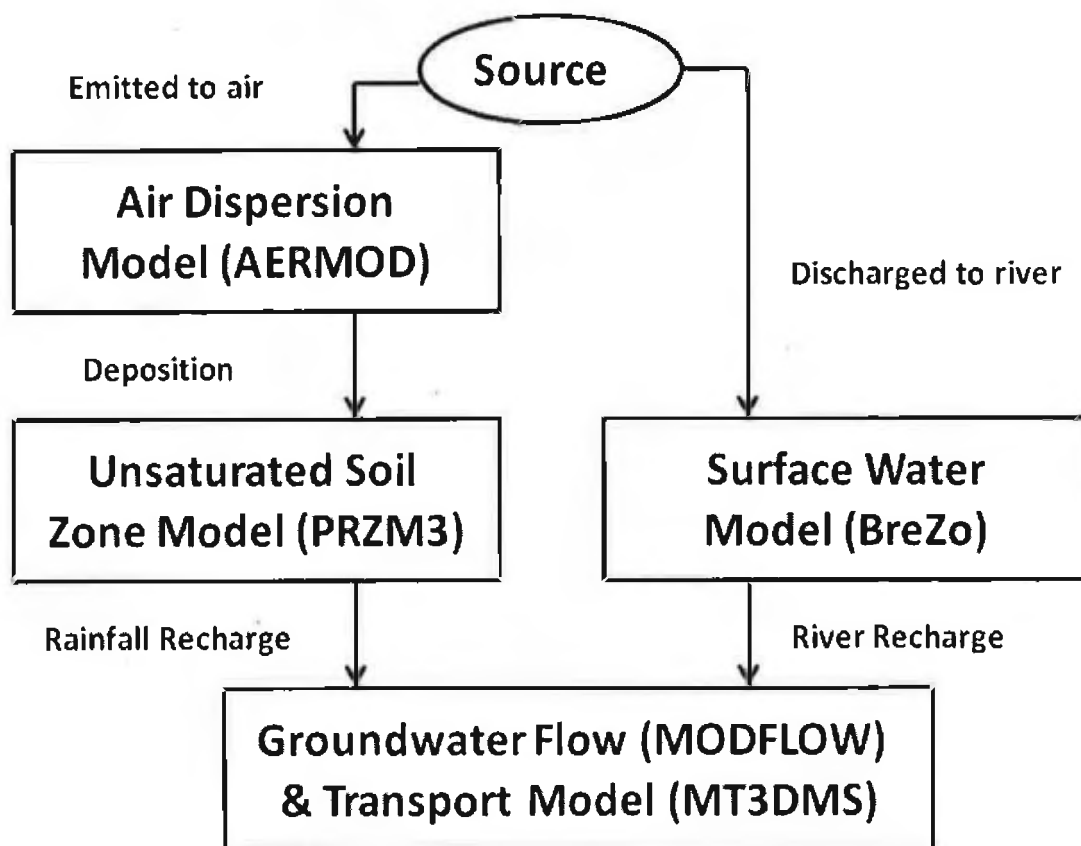 Source
Emitted to air
Air Dispersion
Model (AERMOD)
Discharged to river
Deposition
Unsaturated Soil
Zone Model (PRZM3)
Surface Water
Model (BreZo)
Rainfall Recharge
River Recharge
Groundwater Flow (MODFLOW)
& Transport Model (MT3DMS)